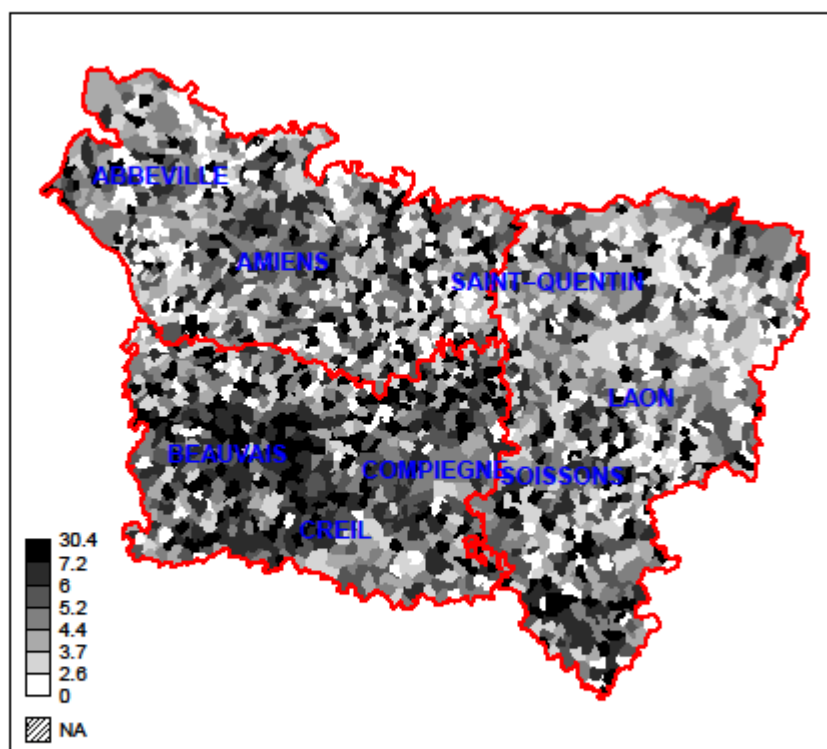 ABBEVILLE
AMIENS
SAINT–QUENTIN
LAON
BEAUVAIS
COMPIEGNE
SOISSONS
CREIL
30.4
7.2
6
5.2
4.4
3.7
2.6
0
NA